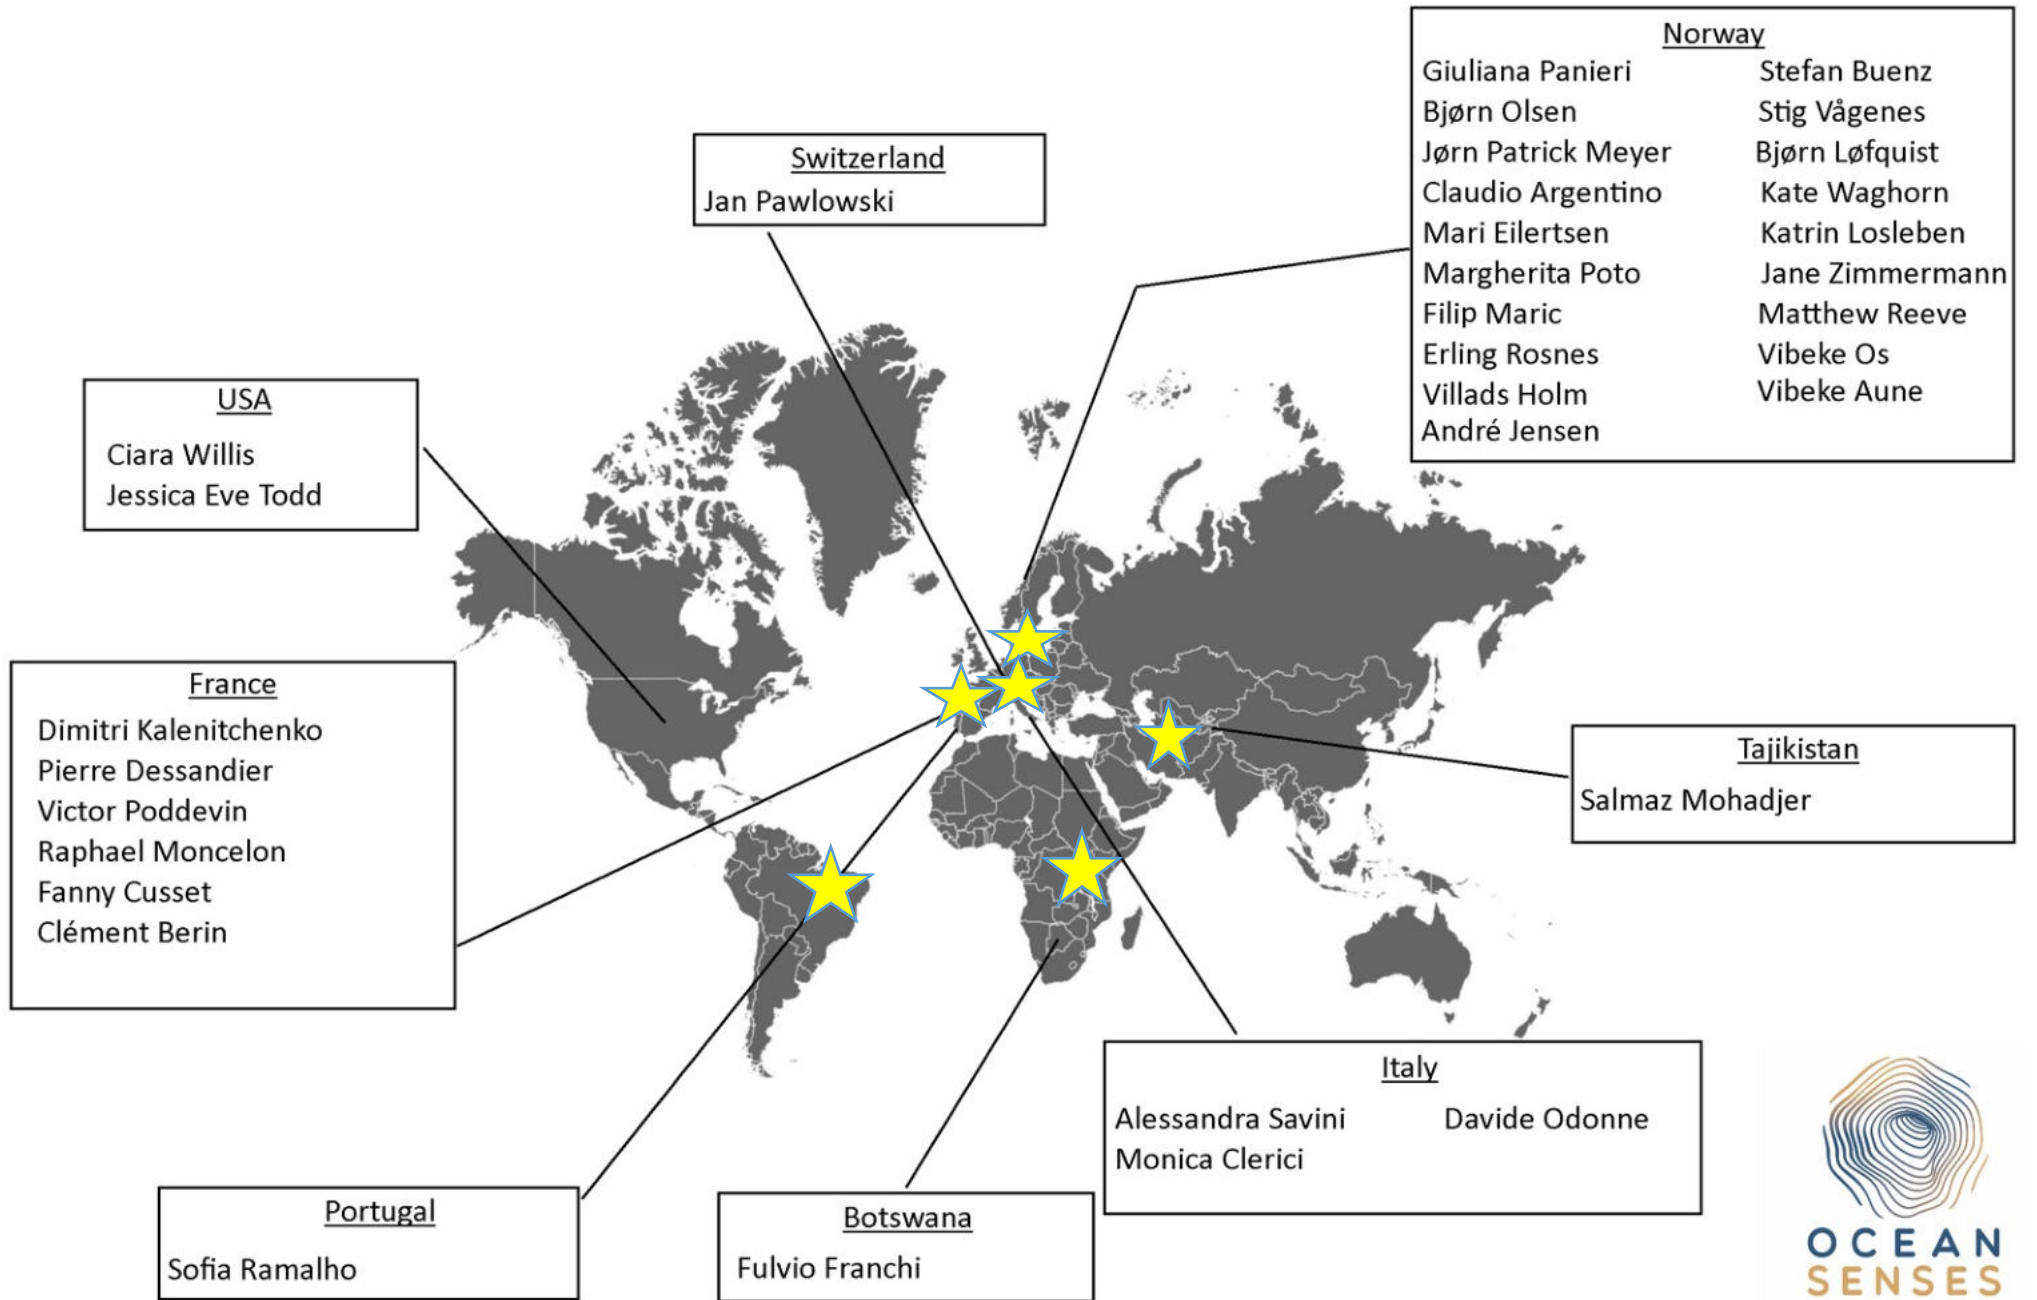 Norway
Giuliana Panieri
Bjørn Olsen
Jørn Patrick Meyer
Claudio Argentino
Mari Eilertsen
Margherita Poto
Filip Maric
Erling Rosnes
Villads Holm
André Jensen
Stefan Buenz
Stig Vågenes
Bjørn Løfquist
Kate Waghorn
Katrin Losleben
Jane Zimmermann
Matthew Reeve
Vibeke Os
Vibeke Aune
Switzerland
Jan Pawlowski
USA
Ciara Willis
Jessica Eve Todd
France
Dimitri Kalenitchenko
Pierre Dessandier
Victor Poddevin
Raphael Moncelon
Fanny Cusset
Clément Berin
Tajikistan
Salmaz Mohadjer
Italy
Alessandra Savini
Monica Clerici
Davide Odonne
Portugal
Sofia Ramalho
Botswana
Fulvio Franchi
OCEAN
SENSES